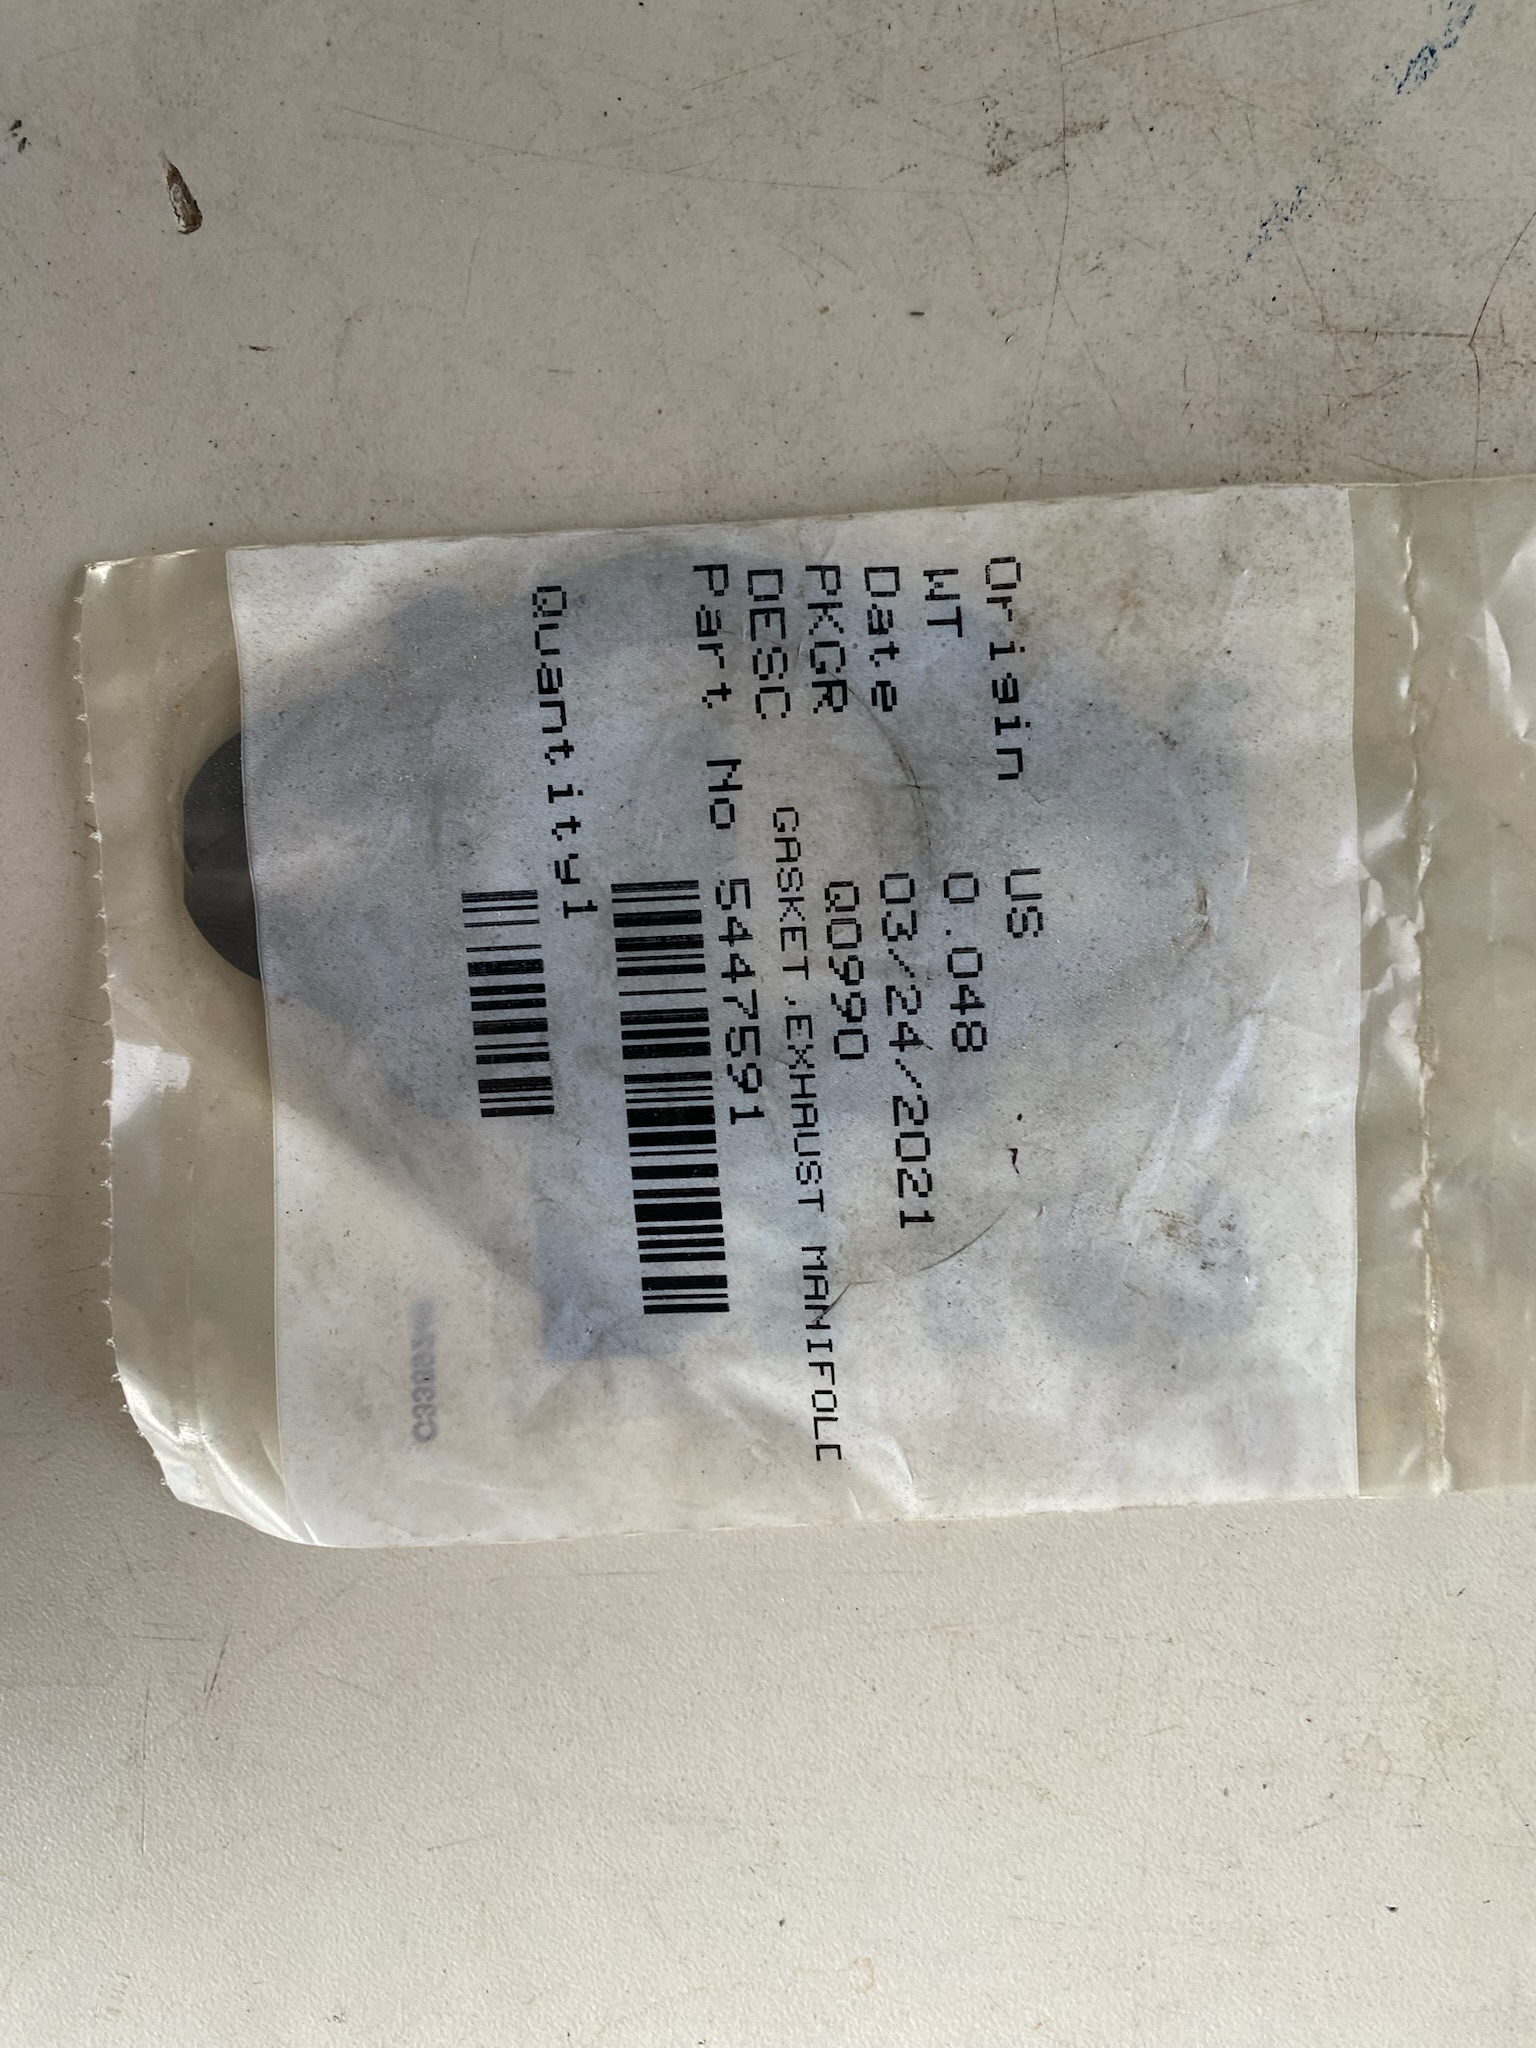 Origin US
WT 0.048
Date 03/24/2021
PKGR Q0990
DESC GASKET,EXHAUST MANIFOLD
Part No 5447591
Quantity1